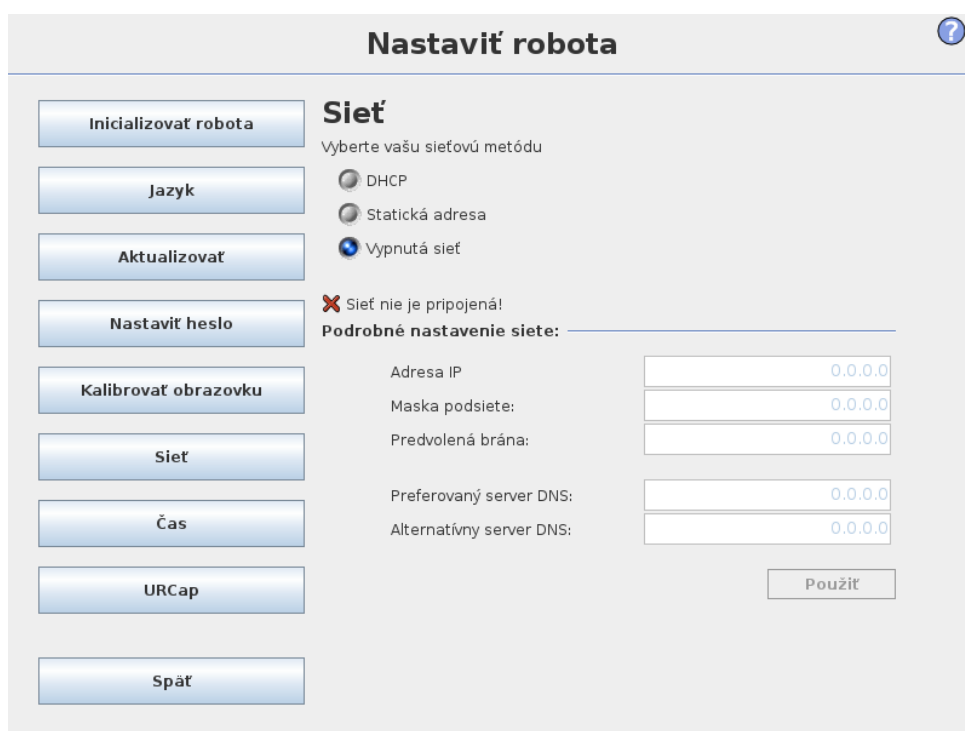 Nastaviť robota
?
Inicializovať robota
Jazyk
Aktualizovať
Nastaviť heslo
Kalibrovať obrazovku
Sieť
Čas
URCap
Späť
Sieť
Vyberte vašu sieťovú metódu
DHCP
Statická adresa
Vypnutá sieť
Sieť nie je pripojená!
Podrobné nastavenie siete:
Adresa IP 0.0.0.0
Maska podsiete: 0.0.0.0
Predvolená brána: 0.0.0.0
Preferovaný server DNS: 0.0.0.0
Alternatívny server DNS: 0.0.0.0
Použiť